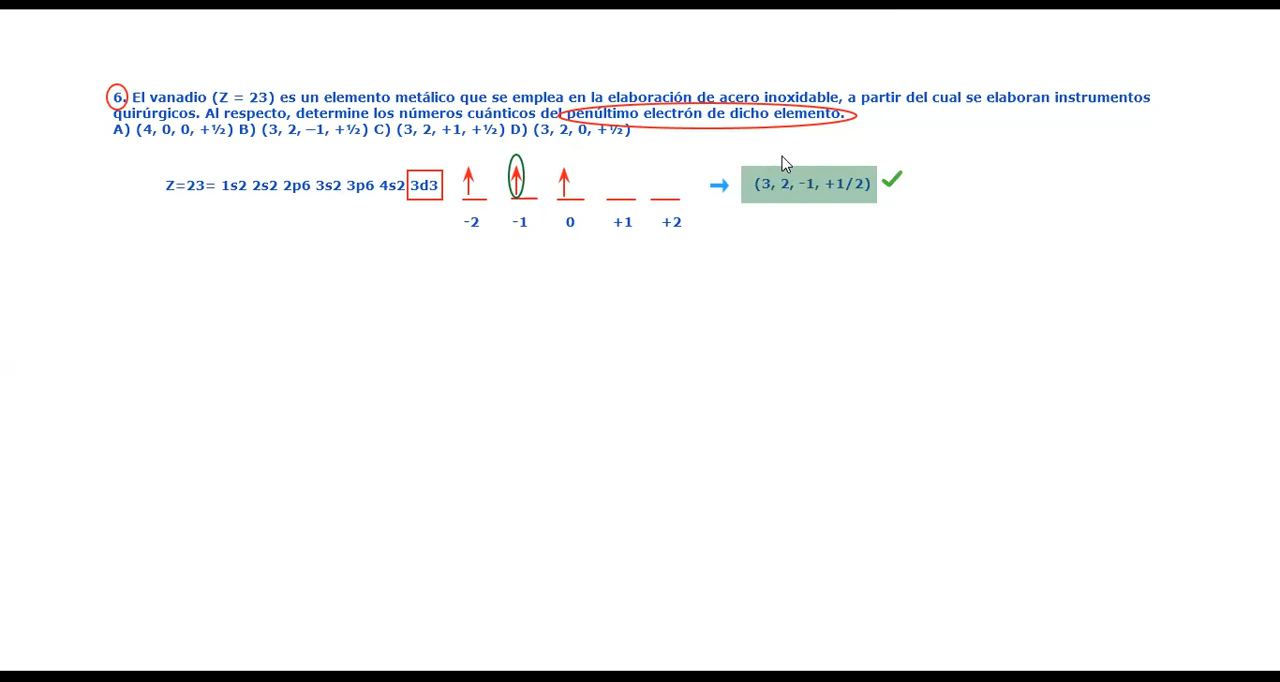 6. El vanadio (Z = 23) es un elemento metálico que se emplea en la elaboración de acero inoxidable, a partir del cual se elaboran instrumentos
quirúrgicos. Al respecto, determine los números cuánticos del penúltimo electrón de dicho elemento.
A) (4, 0, 0, +½) B) (3, 2, −1, +½) C) (3, 2, +1, +½) D) (3, 2, 0, +½)
Z=23= 1s2 2s2 2p6 3s2 3p6 4s2 3d3 (3, 2, -1, +1/2)
-2 -1 0 +1 +2